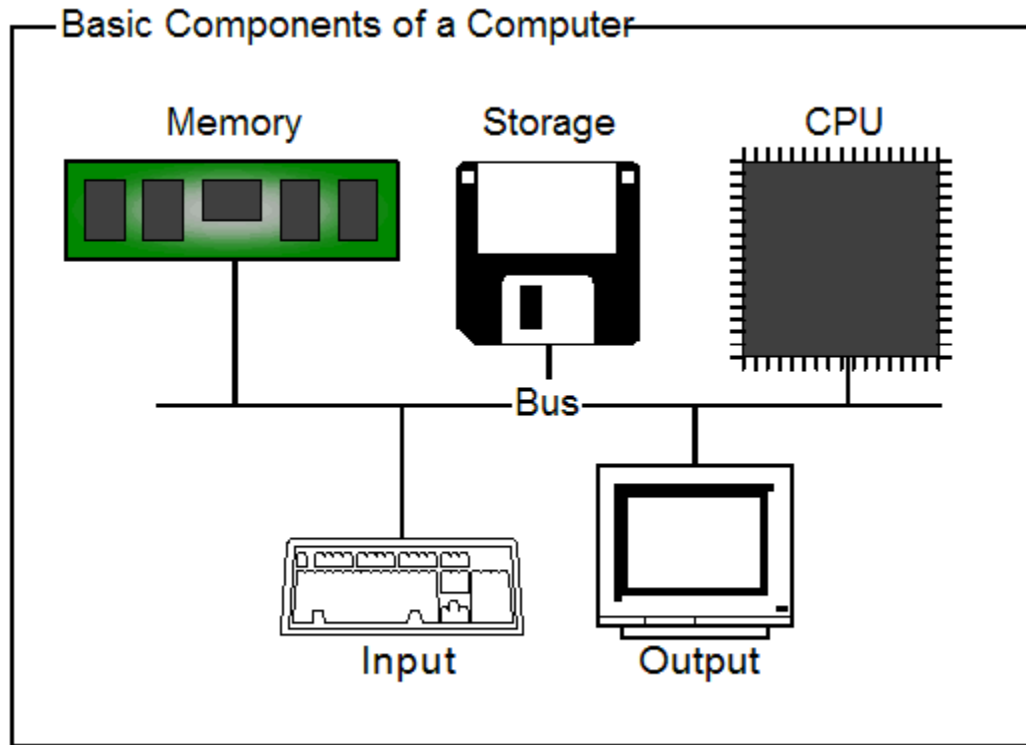 Basic Components of a Computer
Memory
Storage
CPU
Bus
Input
Output